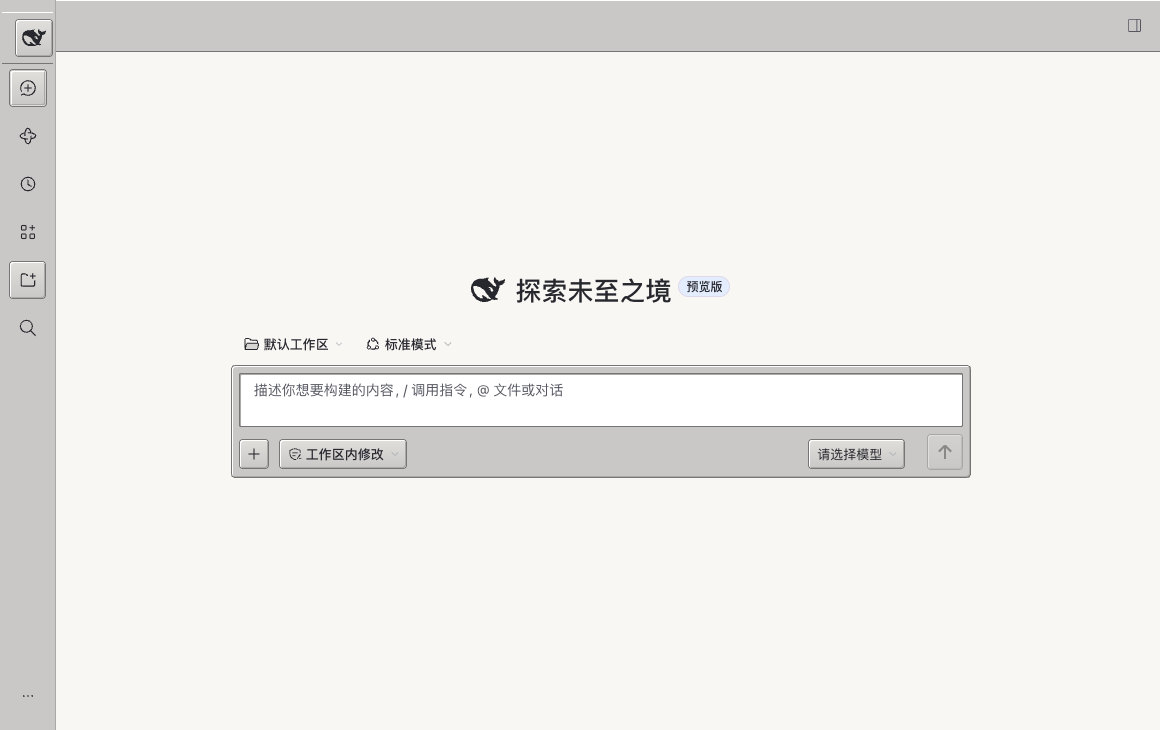 探索未至之境 预览版
默认工作区 标准模式
描述你想要构建的内容, / 调用指令, @ 文件或对话
工作区内修改 请选择模型